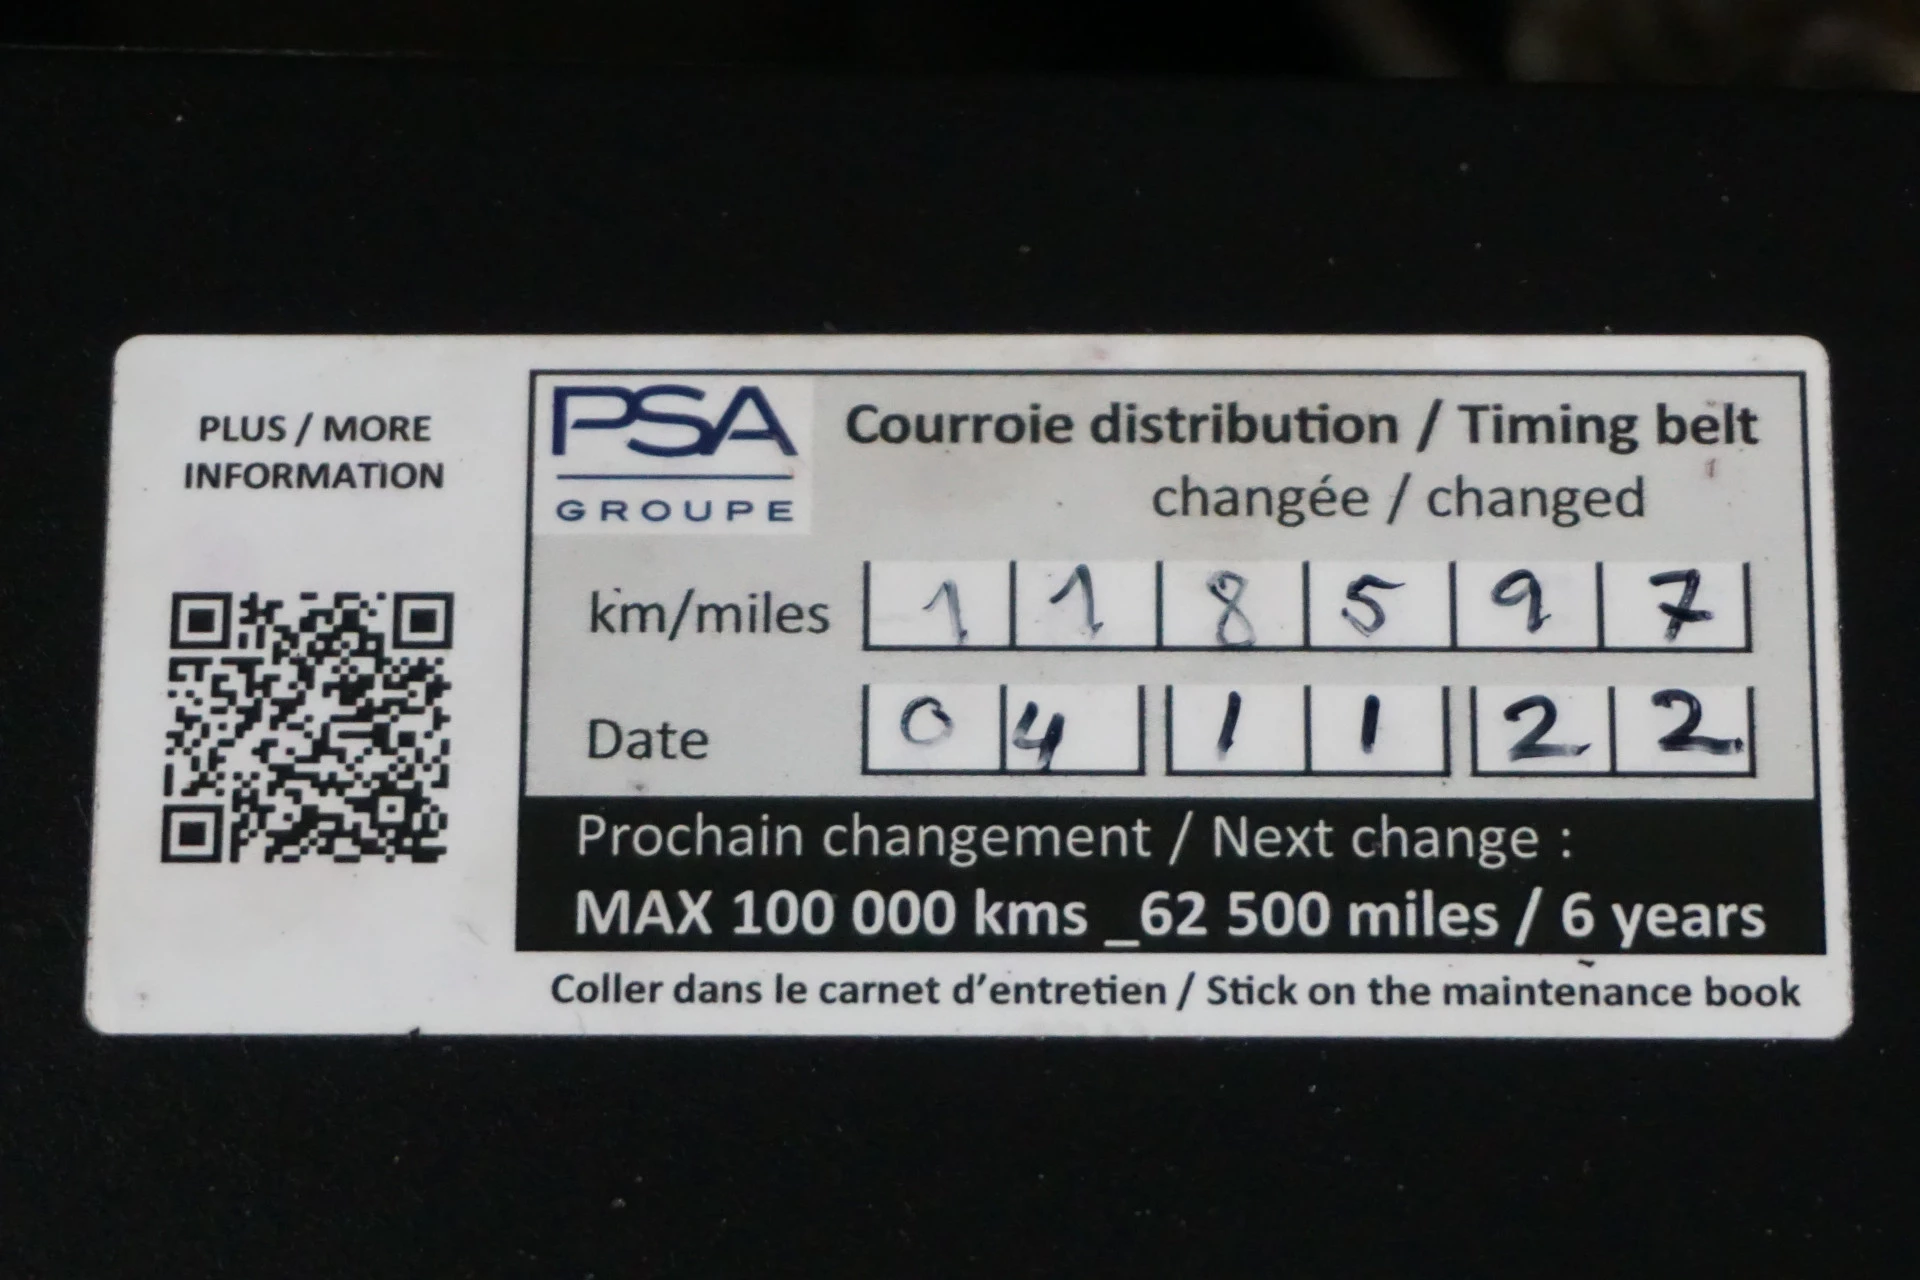 PLUS / MORE
INFORMATION
PSA
GROUPE
Courroie distribution / Timing belt
changée / changed
km/miles 1 1 8 5 9 7
Date 0 4 1 1 2 2
Prochain changement / Next change :
MAX 100 000 kms _62 500 miles / 6 years
Coller dans le carnet d'entretien / Stick on the maintenance book